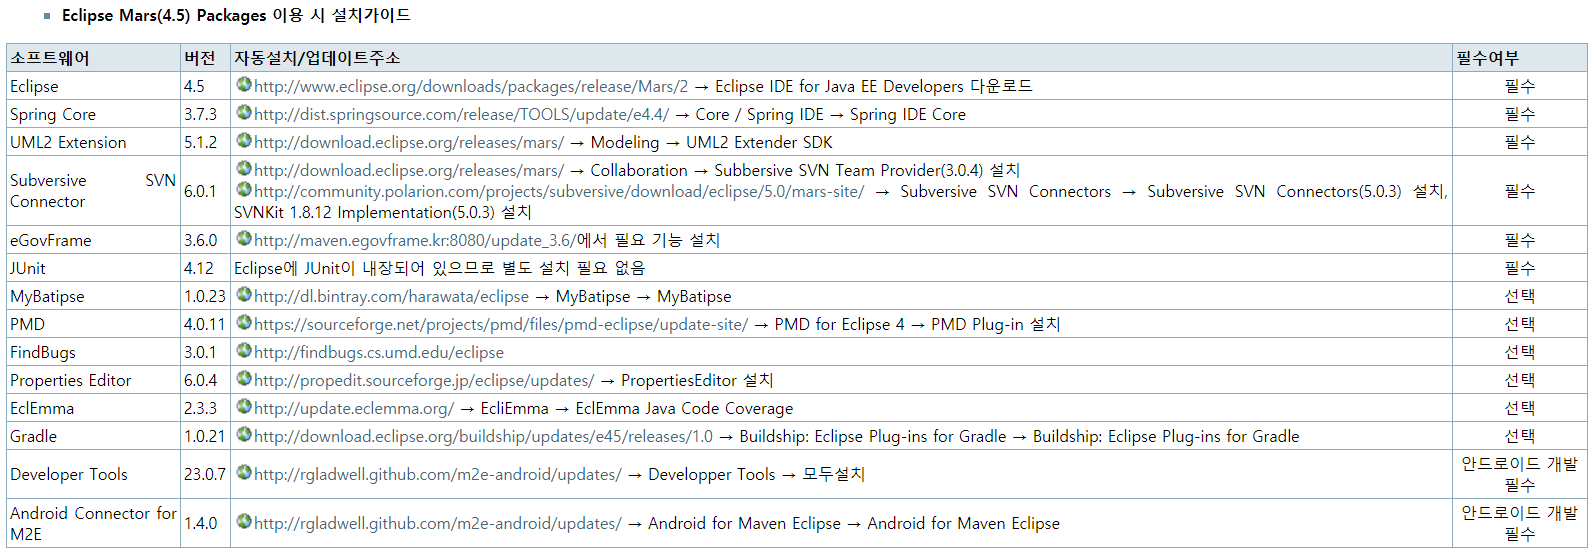 Eclipse Mars(4.5) Packages 이용 시 설치가이드
소프트웨어 버전 자동설치/업데이트주소 필수여부
Eclipse 4.5 http://www.eclipse.org/downloads/packages/release/Mars/2 → Eclipse IDE for Java EE Developers 다운로드 필수
Spring Core 3.7.3 http://dist.springsource.com/release/TOOLS/update/e4.4/ → Core / Spring IDE → Spring IDE Core 필수
UML2 Extension 5.1.2 http://download.eclipse.org/releases/mars/ → Modeling → UML2 Extender SDK 필수
Subversive SVN
Connector
6.0.1
http://download.eclipse.org/releases/mars/ → Collaboration → Subbersive SVN Team Provider(3.0.4) 설치
http://community.polarion.com/projects/subversive/download/eclipse/5.0/mars-site/ → Subversive SVN Connectors → Subversive SVN Connectors(5.0.3) 설치,
SVNKit 1.8.12 Implementation(5.0.3) 설치
필수
eGovFrame 3.6.0 http://maven.egovframe.kr:8080/update_3.6/에서 필요 기능 설치 필수
JUnit 4.12 Eclipse에 JUnit이 내장되어 있으므로 별도 설치 필요 없음 필수
MyBatipse 1.0.23 http://dl.bintray.com/harawata/eclipse → MyBatipse → MyBatipse 선택
PMD 4.0.11 https://sourceforge.net/projects/pmd/files/pmd-eclipse/update-site/ → PMD for Eclipse 4 → PMD Plug-in 설치 선택
FindBugs 3.0.1 http://findbugs.cs.umd.edu/eclipse 선택
Properties Editor 6.0.4 http://propedit.sourceforge.jp/eclipse/updates/ → PropertiesEditor 설치 선택
EclEmma 2.3.3 http://update.eclemma.org/ → EcliEmma → EclEmma Java Code Coverage 선택
Gradle 1.0.21 http://download.eclipse.org/buildship/updates/e45/releases/1.0 → Buildship: Eclipse Plug-ins for Gradle → Buildship: Eclipse Plug-ins for Gradle 선택
Developer Tools 23.0.7 http://rgladwell.github.com/m2e-android/updates/ → Developper Tools → 모두설치
안드로이드 개발
필수
Android Connector for
M2E
1.4.0 http://rgladwell.github.com/m2e-android/updates/ → Android for Maven Eclipse → Android for Maven Eclipse
안드로이드 개발
필수